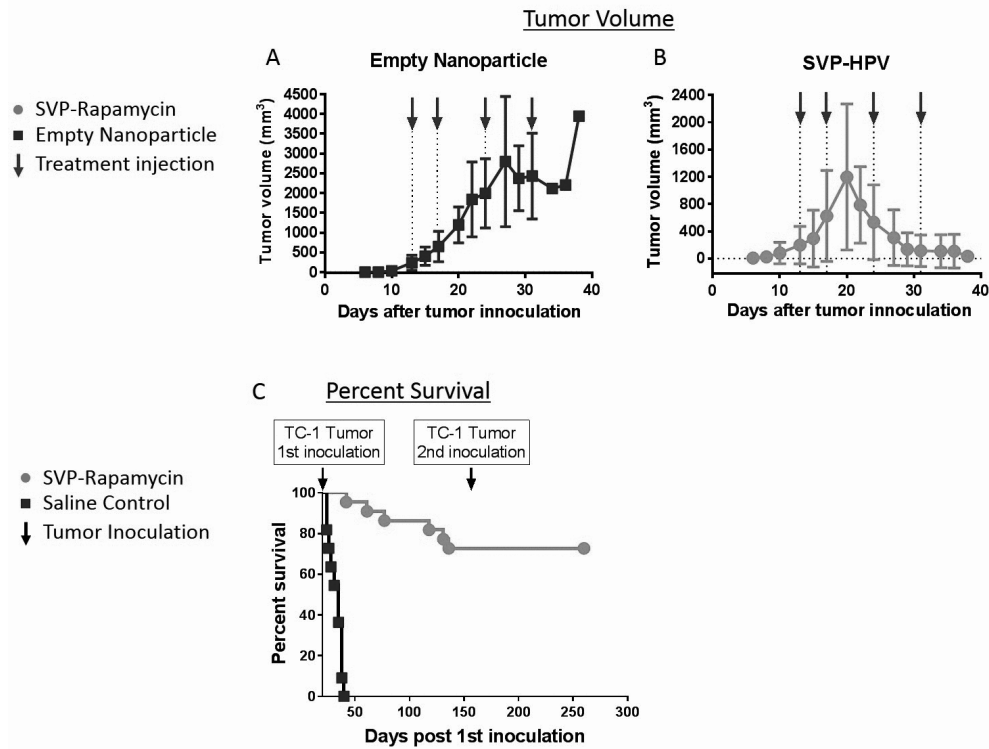 Tumor Volume
SVP-Rapamycin
Empty Nanoparticle
Treatment injection
A
Empty Nanoparticle
Tumor volume (mm³)
4500
4000
3500
3000
2500
2000
1500
1000
500
0
0 10 20 30 40
Days after tumor innoculation
B
SVP-HPV
Tumor volume (mm³)
2400
2000
1600
1200
800
400
0
0 10 20 30 40
Days after tumor innoculation
C
Percent Survival
SVP-Rapamycin
Saline Control
Tumor Inoculation
TC-1 Tumor
1st inoculation
TC-1 Tumor
2nd inoculation
Percent survival
100
80
60
40
20
0
50 100 150 200 250 300
Days post 1st inoculation